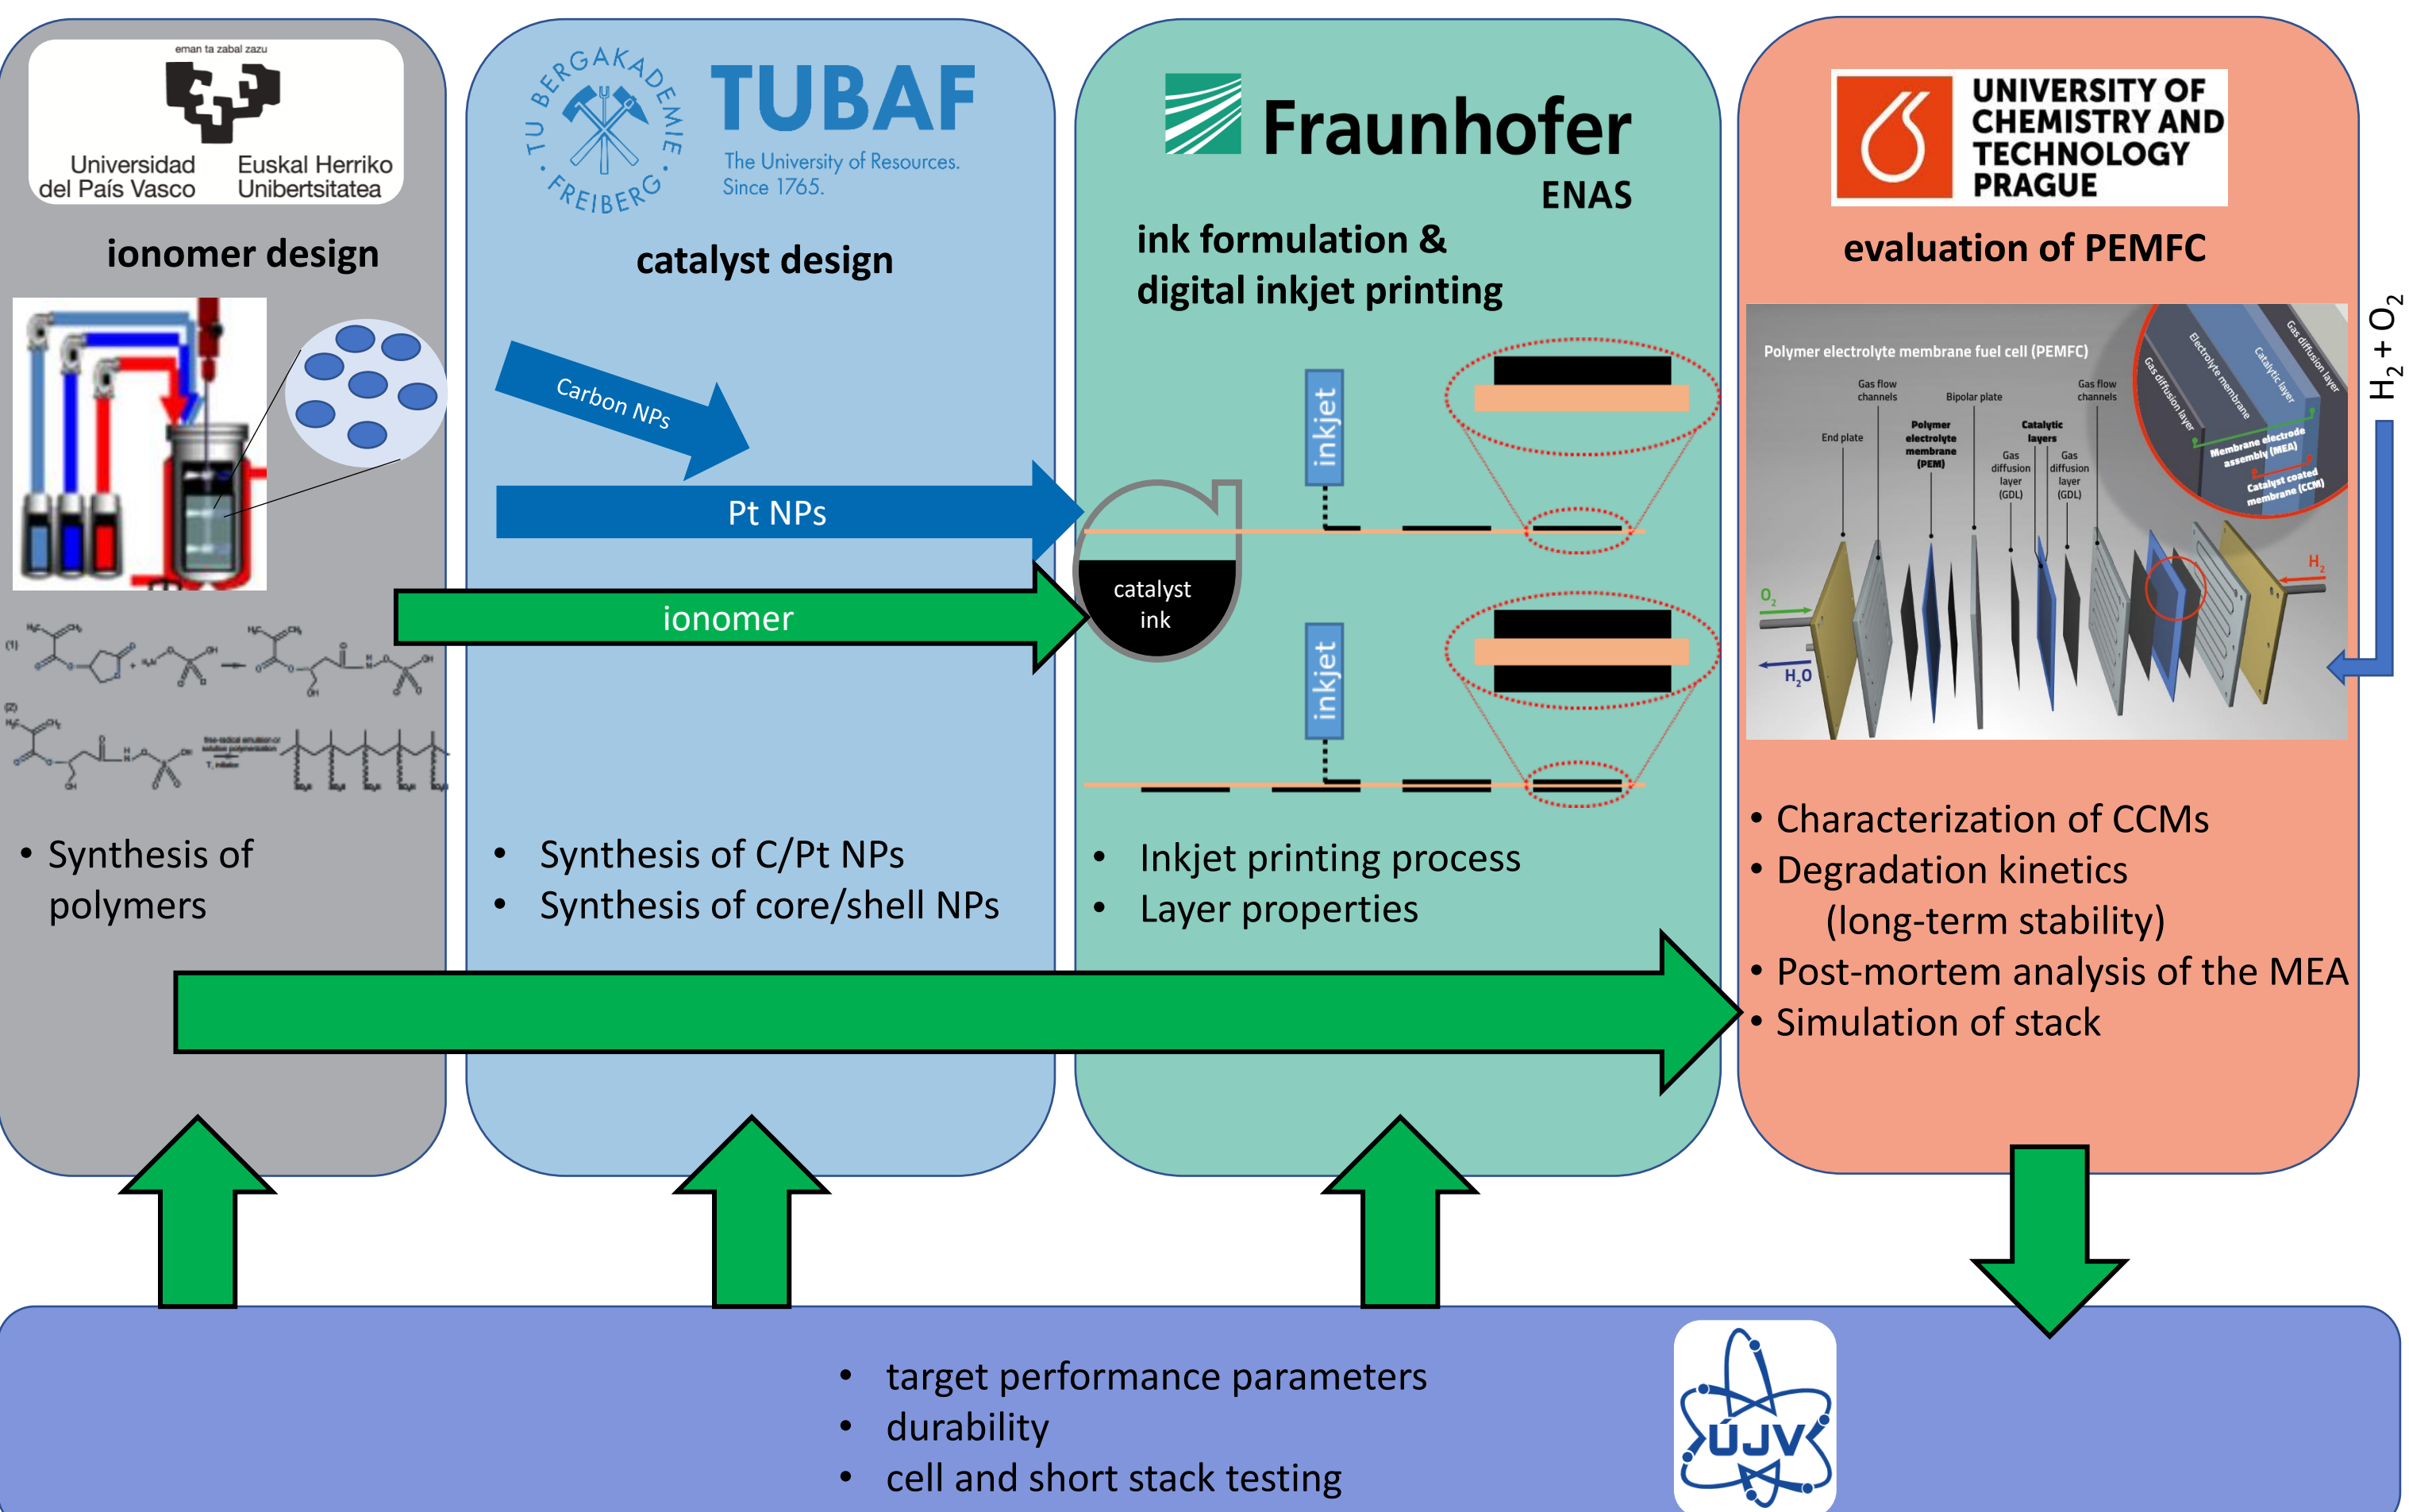 eman ta zabal zazu
Universidad
del País Vasco
Euskal Herriko
Unibertsitatea
ionomer design
(1)
(2)
• Synthesis of
polymers
TU BERGAKADEMIE
· FREIBERG ·
TUBAF
The University of Resources.
Since 1765.
catalyst design
Carbon NPs
Pt NPs
ionomer
• Synthesis of C/Pt NPs
• Synthesis of core/shell NPs
Fraunhofer
ENAS
ink formulation &
digital inkjet printing
inkjet
catalyst
ink
inkjet
• Inkjet printing process
• Layer properties
UNIVERSITY OF
CHEMISTRY AND
TECHNOLOGY
PRAGUE
evaluation of PEMFC
H₂ + O₂
Polymer electrolyte membrane fuel cell (PEMFC)
End plate
Gas flow
channels
Polymer
electrolyte
membrane
(PEM)
Bipolar plate
Gas
diffusion
layer
(GDL)
Catalytic
layers
Gas
diffusion
layer
(GDL)
Gas flow
channels
Gas diffusion layer
Electrolyte membrane
Catalytic layer
Gas diffusion layer
Membrane electrode
assembly (MEA)
Catalyst coated
membrane (CCM)
O₂
H₂O
H₂
• Characterization of CCMs
• Degradation kinetics
(long-term stability)
• Post-mortem analysis of the MEA
• Simulation of stack
• target performance parameters
• durability
• cell and short stack testing
ÚJV